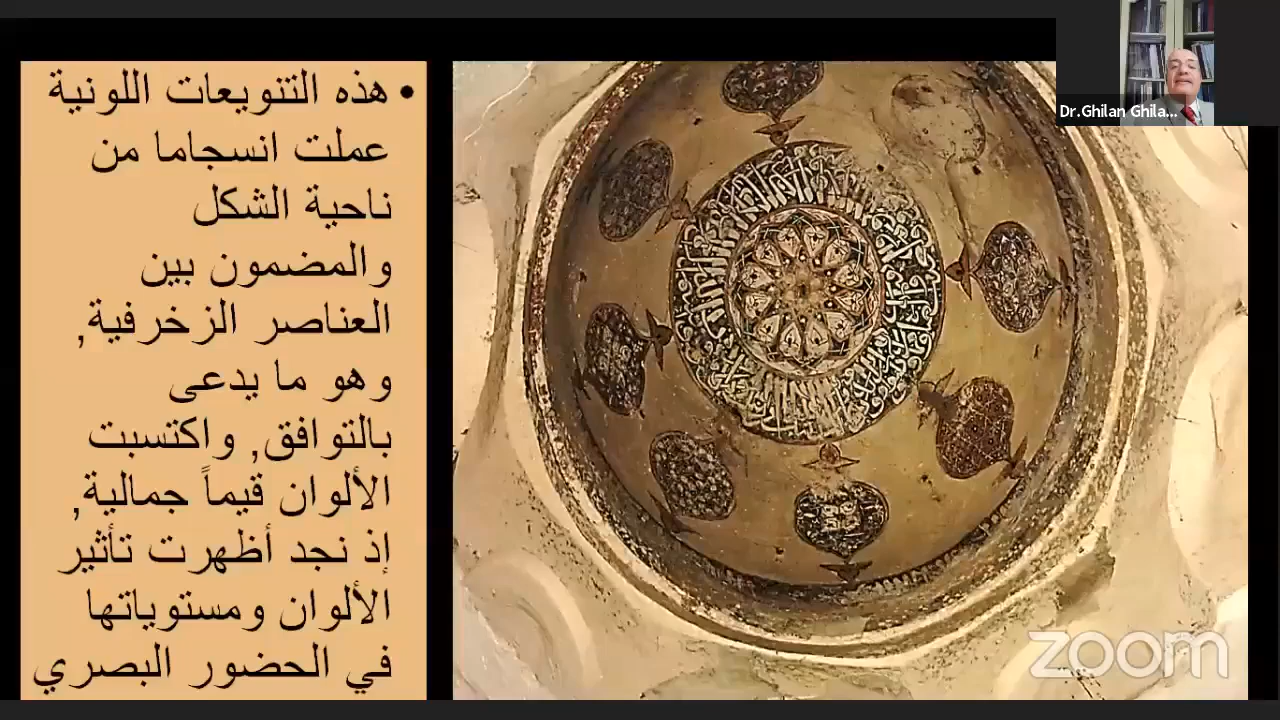 • هذه التنويعات اللونية
عملت انسجاما من
ناحية الشكل
والمضمون بين
العناصر الزخرفية,
وهو ما يدعى
بالتوافق, واكتسبت
الألوان قيماً جمالية,
إذ نجد أظهرت تأثير
الألوان ومستوياتها
في الحضور البصري
Dr.Ghilan Ghila...
zoom